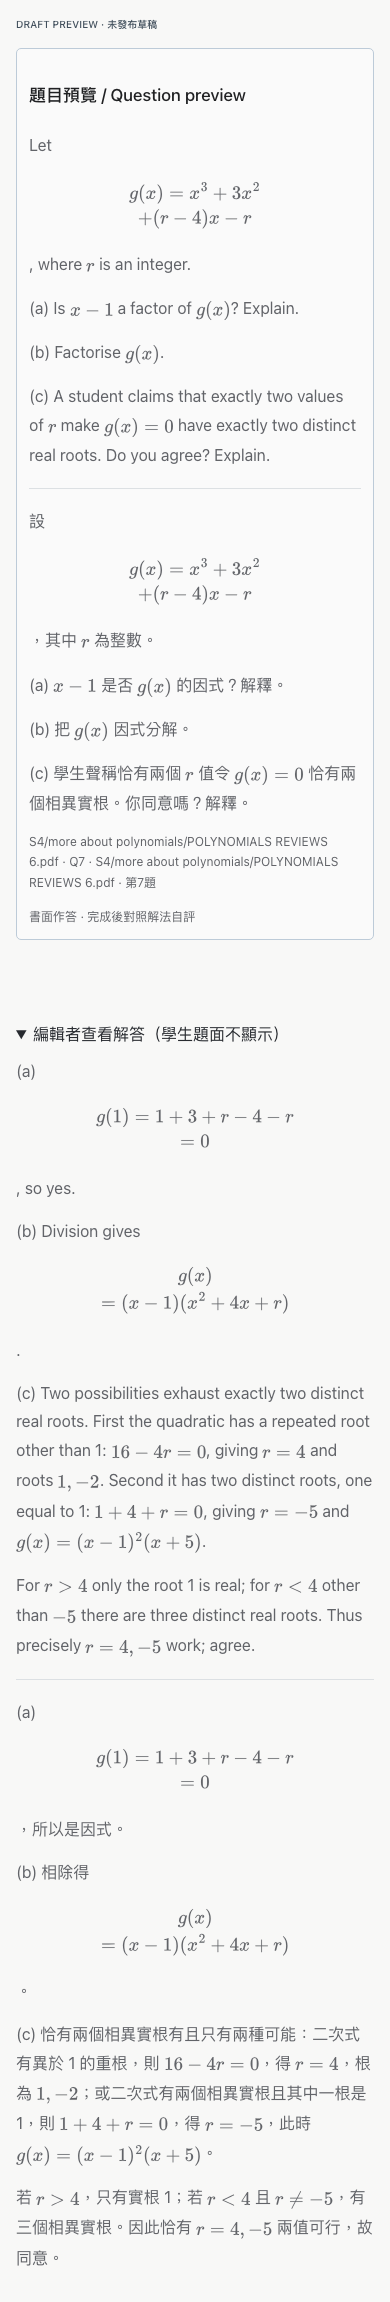 DRAFT PREVIEW · 未發布草稿
題目預覽 / Question preview
Let
g(x) = x³ + 3x²
+(r − 4)x − r
, where r is an integer.
(a) Is x − 1 a factor of g(x)? Explain.
(b) Factorise g(x).
(c) A student claims that exactly two values
of r make g(x) = 0 have exactly two distinct
real roots. Do you agree? Explain.
設
g(x) = x³ + 3x²
+(r − 4)x − r
，其中 r 為整數。
(a) x − 1 是否 g(x) 的因式？解釋。
(b) 把 g(x) 因式分解。
(c) 學生聲稱恰有兩個 r 值令 g(x) = 0 恰有兩
個相異實根。你同意嗎？解釋。
S4/more about polynomials/POLYNOMIALS REVIEWS
6.pdf · Q7 · S4/more about polynomials/POLYNOMIALS
REVIEWS 6.pdf · 第7題
書面作答 · 完成後對照解法自評
▼ 編輯者查看解答（學生題面不顯示）
(a)
g(1) = 1 + 3 + r − 4 − r
= 0
, so yes.
(b) Division gives
g(x)
= (x − 1)(x² + 4x + r)
.
(c) Two possibilities exhaust exactly two distinct
real roots. First the quadratic has a repeated root
other than 1: 16 − 4r = 0, giving r = 4 and
roots 1, −2. Second it has two distinct roots, one
equal to 1: 1 + 4 + r = 0, giving r = −5 and
g(x) = (x − 1)²(x + 5).
For r > 4 only the root 1 is real; for r < 4 other
than −5 there are three distinct real roots. Thus
precisely r = 4, −5 work; agree.
(a)
g(1) = 1 + 3 + r − 4 − r
= 0
，所以是因式。
(b) 相除得
g(x)
= (x − 1)(x² + 4x + r)
。
(c) 恰有兩個相異實根有且只有兩種可能：二次式
有異於 1 的重根，則 16 − 4r = 0，得 r = 4，根
為 1, −2；或二次式有兩個相異實根且其中一根是
1，則 1 + 4 + r = 0，得 r = −5，此時
g(x) = (x − 1)²(x + 5)。
若 r > 4，只有實根 1；若 r < 4 且 r ≠ −5，有
三個相異實根。因此恰有 r = 4, −5 兩值可行，故
同意。